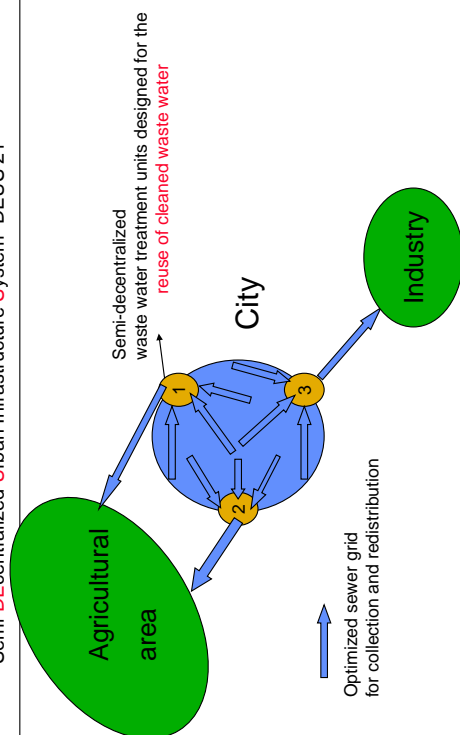 Semi-DEcentralized Urban Infrastructure System DEUS 21
Semi-decentralized
waste water treatment units designed for the
reuse of cleaned waste water
Agricultural
area
City
1
2
3
Industry
Optimized sewer grid
for collection and redistribution